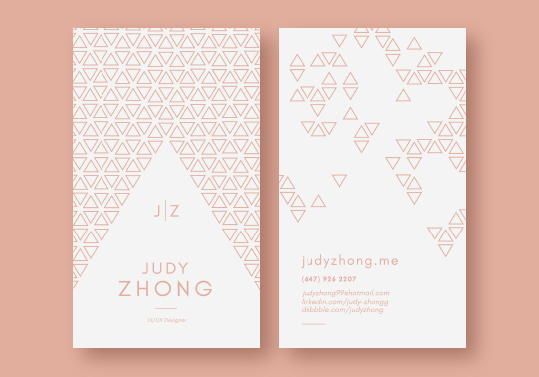 J|Z
JUDY
ZHONG
UI/UX Designer
judyzhong.me
(647) 926 2207
judyzhong99@hotmail.com
linkedin.com/judy-zhongg
dribbble.com/judyzhong